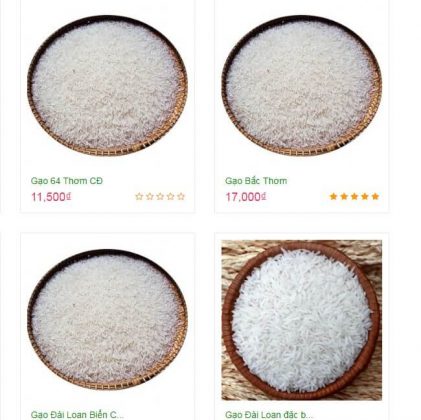 Gạo 64 Thơm CĐ
11,500₫
Gạo Bắc Thơm
17,000₫
Gạo Đài Loan Biển C...
Gạo Đài Loan đặc b...